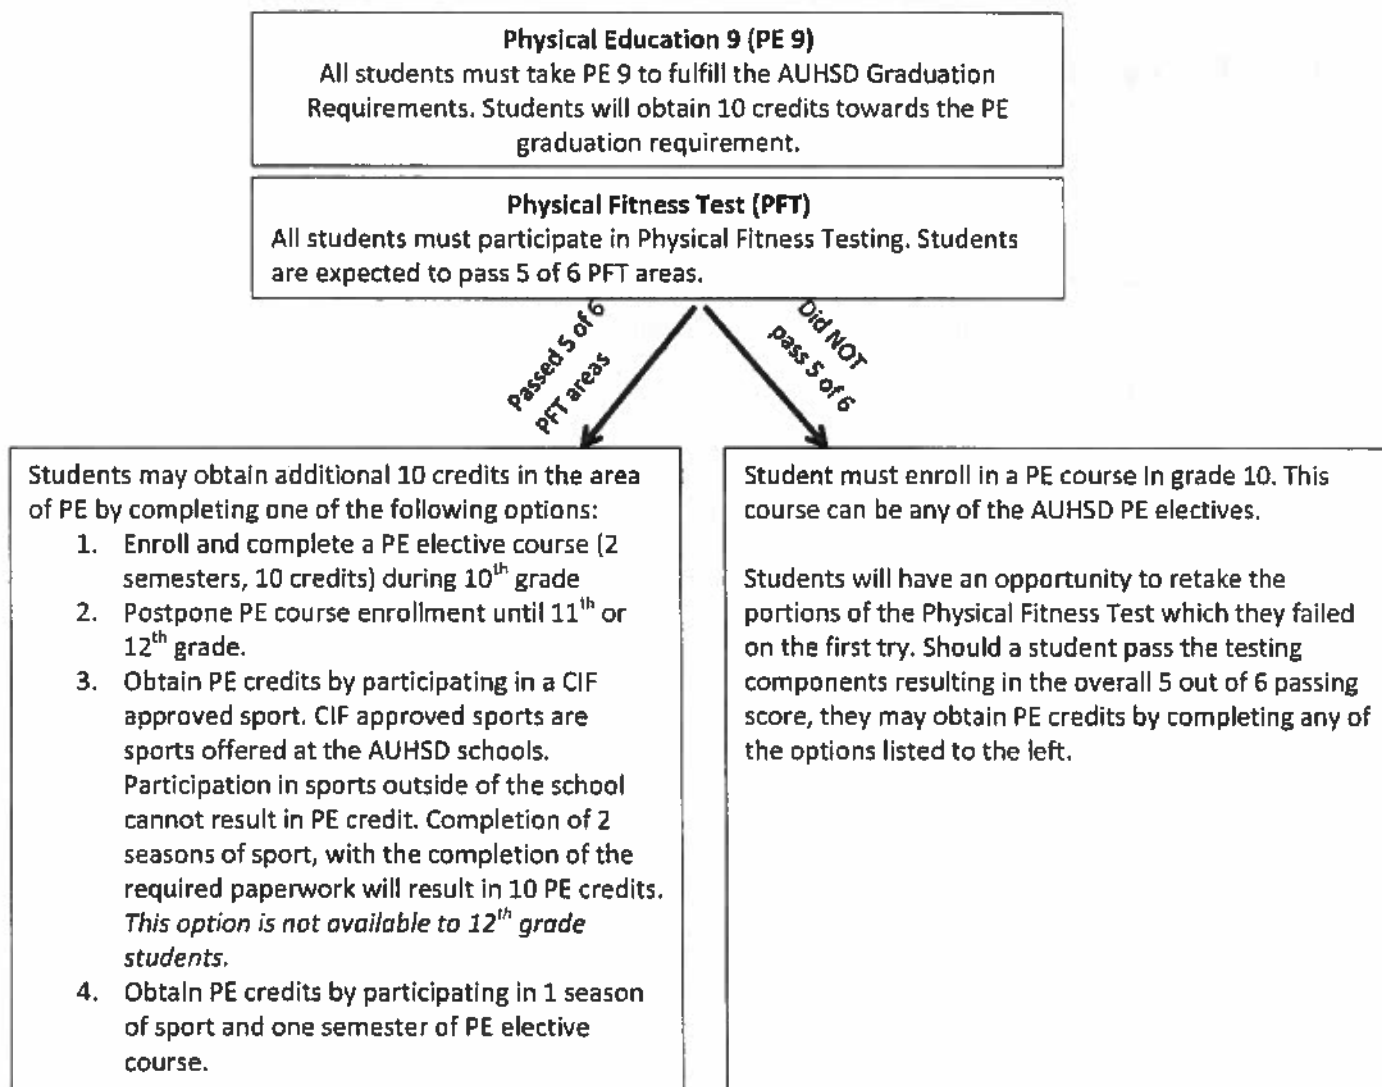 Physical Education 9 (PE 9)
All students must take PE 9 to fulfill the AUHSD Graduation
Requirements. Students will obtain 10 credits towards the PE
graduation requirement.
Physical Fitness Test (PFT)
All students must participate in Physical Fitness Testing. Students
are expected to pass 5 of 6 PFT areas.
Passed 5 of 6
PFT areas
Did NOT
pass 5 of 6
Students may obtain additional 10 credits in the area
of PE by completing one of the following options:
1. Enroll and complete a PE elective course (2
semesters, 10 credits) during 10th grade
2. Postpone PE course enrollment until 11th or
12th grade.
3. Obtain PE credits by participating in a CIF
approved sport. CIF approved sports are
sports offered at the AUHSD schools.
Participation in sports outside of the school
cannot result in PE credit. Completion of 2
seasons of sport, with the completion of the
required paperwork will result in 10 PE credits.
This option is not available to 12th grade
students.
4. Obtain PE credits by participating in 1 season
of sport and one semester of PE elective
course.
Student must enroll in a PE course in grade 10. This
course can be any of the AUHSD PE electives.
Students will have an opportunity to retake the
portions of the Physical Fitness Test which they failed
on the first try. Should a student pass the testing
components resulting in the overall 5 out of 6 passing
score, they may obtain PE credits by completing any of
the options listed to the left.